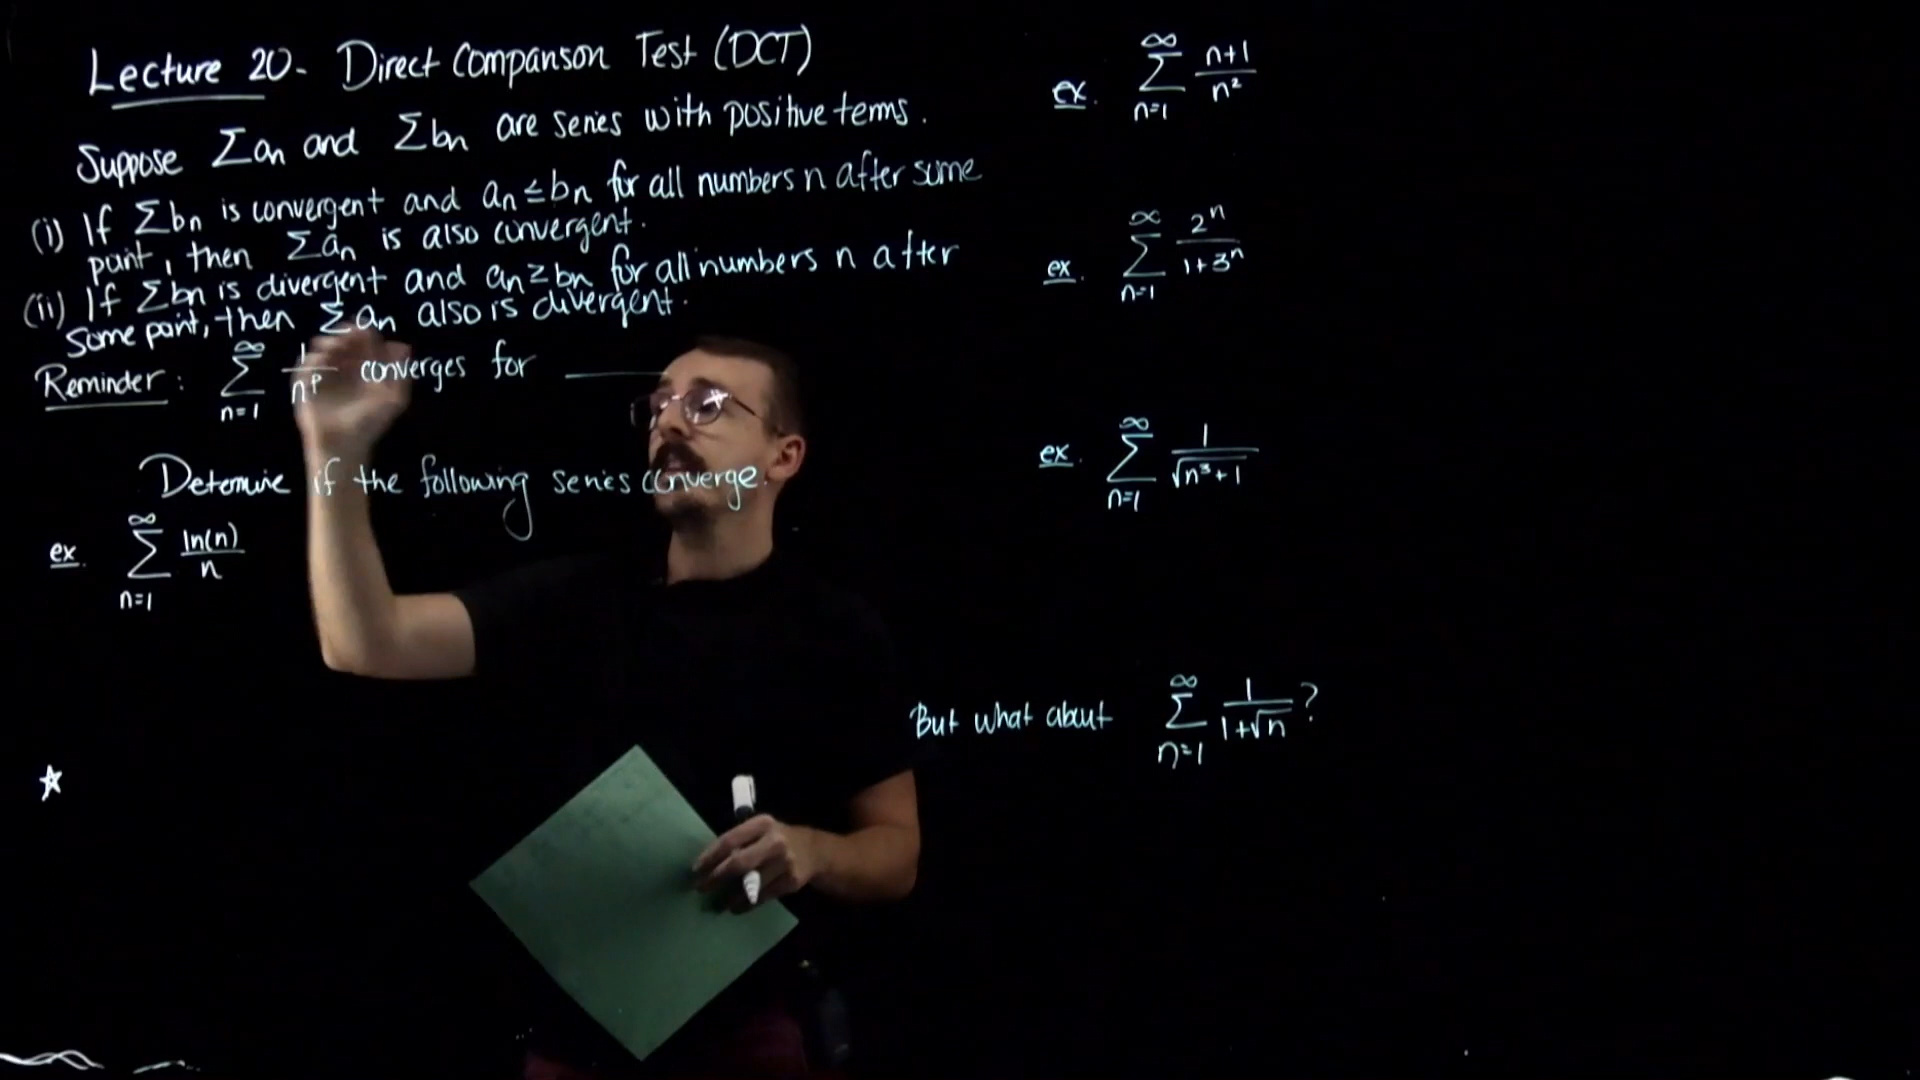 Lecture 20- Direct Comparison Test (DCT)
Suppose Σan and Σbn are series with positive terms.
(i) If Σbn is convergent and an ≤ bn for all numbers n after some
point, then Σan is also convergent.
(ii) If Σbn is divergent and an ≥ bn for all numbers n after
some point, then Σan also is divergent.
Reminder: ∞ Σ n=1 1/n^p converges for ______
Determine if the following series converge.
ex. ∞ Σ n=1 ln(n)/n
☆
ex. ∞ Σ n=1 n+1/n²
ex. ∞ Σ n=1 2^n/1+3^n
ex. ∞ Σ n=1 1/√n³+1
But what about ∞ Σ n=1 1/1+√n ?